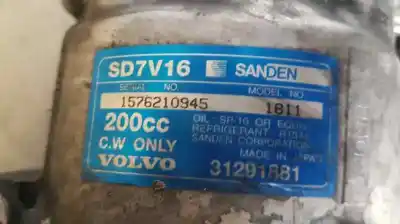 SD7V16 SANDEN
SERIAL NO. MODEL NO.
1576210945 1811
200cc OIL SP-10 OR EQUIV
REFRIGERANT R134A
C.W ONLY SANDEN CORPORATION
MADE IN
VOLVO 31291881